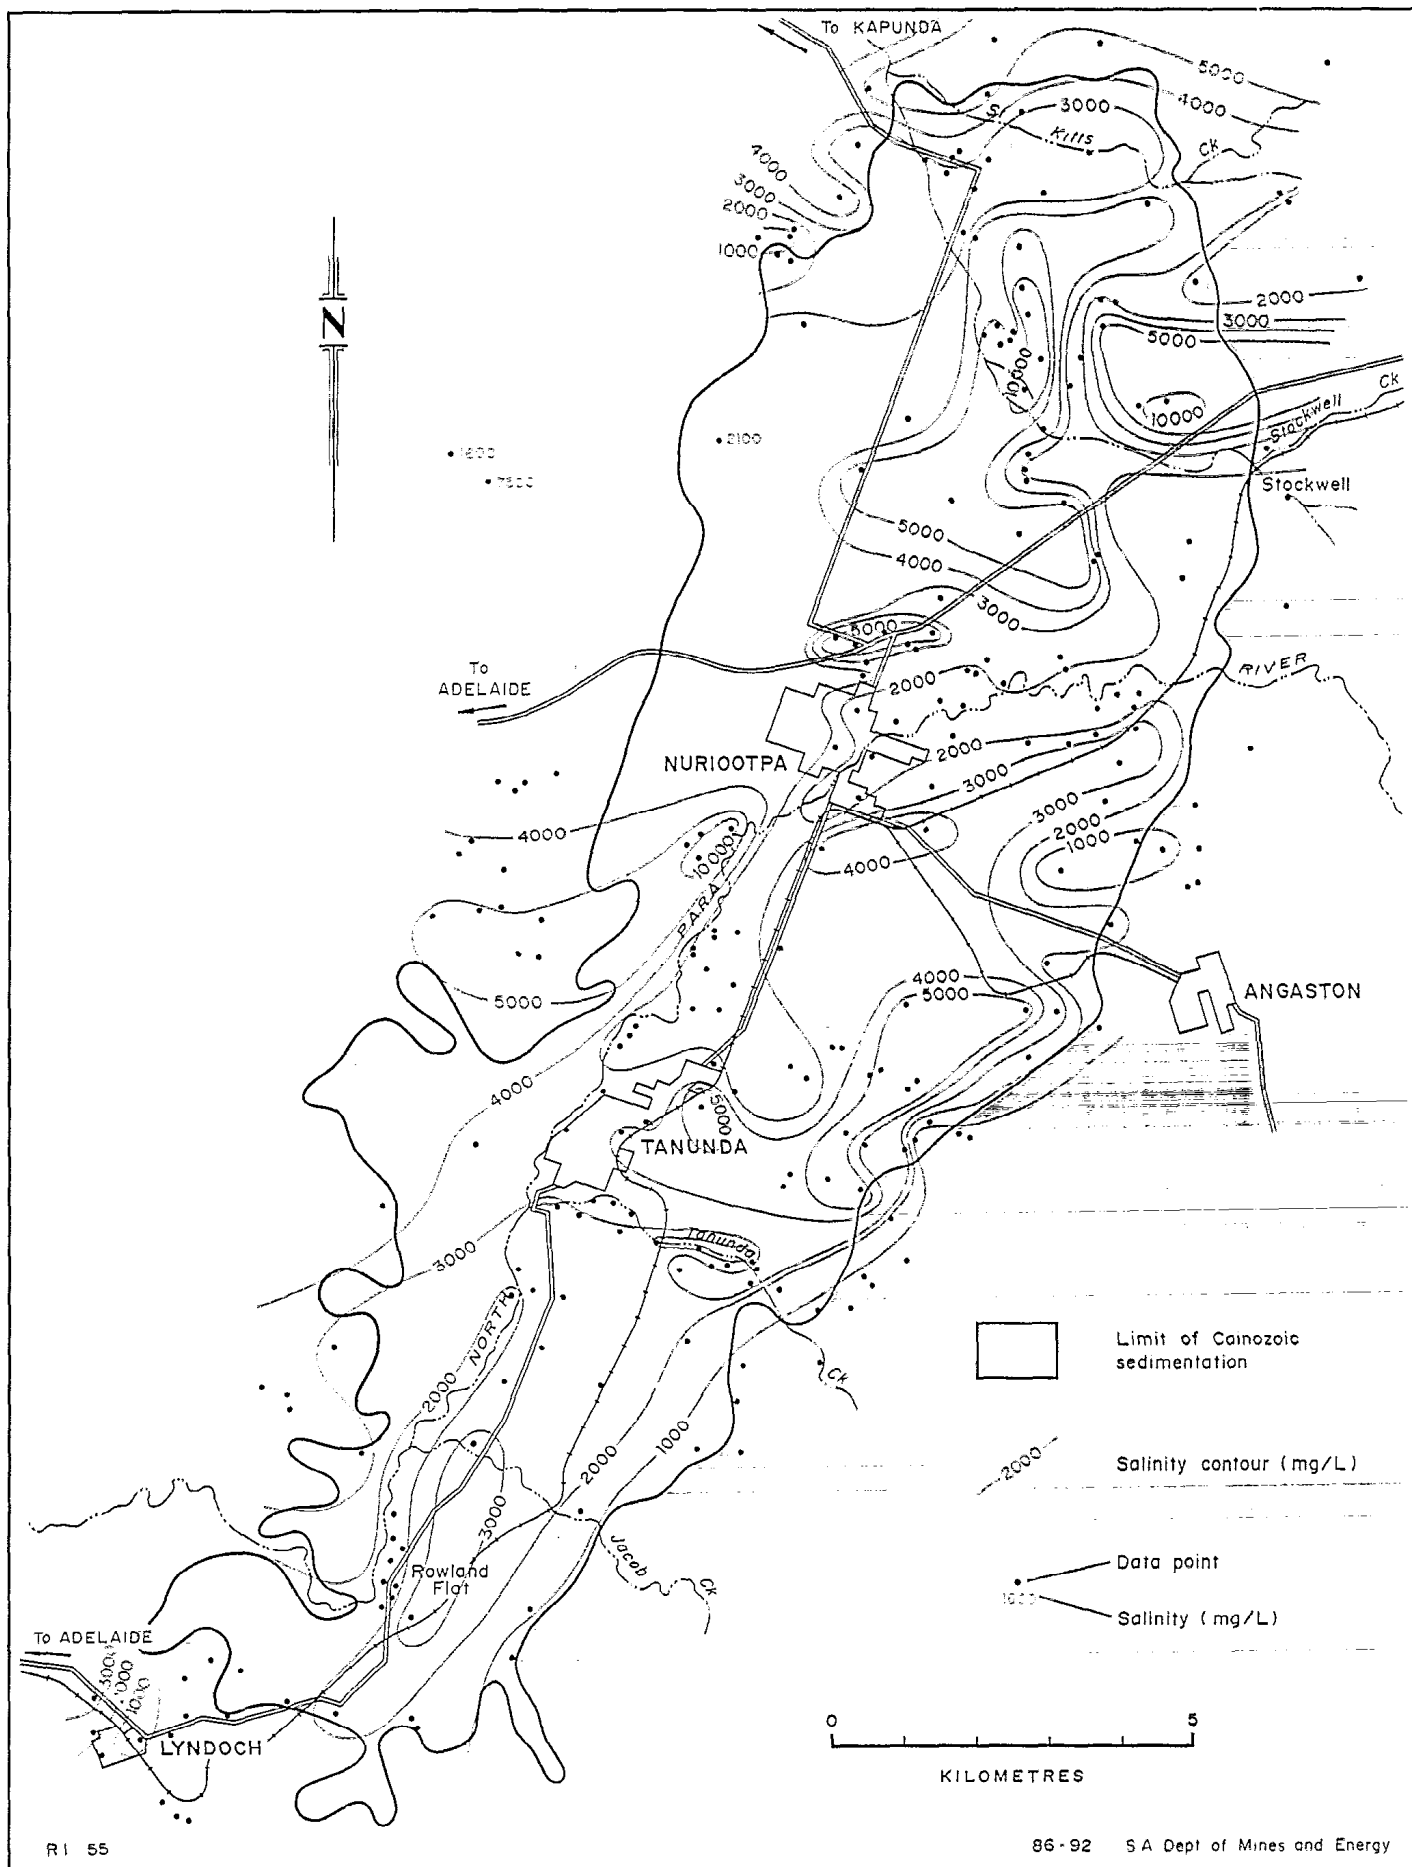 To KAPUNDA
5000
4000
3000
St
Kitts
Ck
4000
3000
2000
1000
N
2000
3000
5000
10000
10000
Ck
Stockwell
Stockwell
2100
5000
4000
3000
5000
To
ADELAIDE
2000
RIVER
NURIOOTPA
2000
3000
3000
2000
1000
4000
4000
10000
PARA
5000
4000
5000
ANGASTON
4000
5000
TANUNDA
3000
Tanunda
NORTH
2000
Ck
1000
2000
3000
Rowland
Flat
Jacob
Ck
To ADELAIDE
3000
1000
LYNDOCH
Limit of Cainozoic
sedimentation
2000
Salinity contour (mg/L)
Data point
Salinity (mg/L)
0
5
KILOMETRES
RI 55
86-92 S A Dept of Mines and Energy